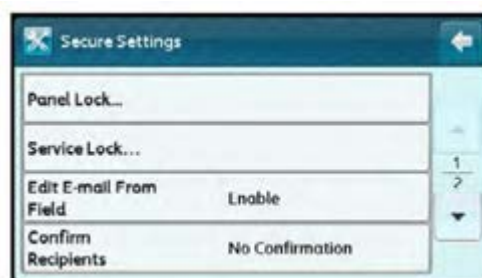 Secure Settings
Panel Lock...
Service Lock...
1
2
Edit E-mail From
Field
Enable
Confirm
Recipients
No Confirmation